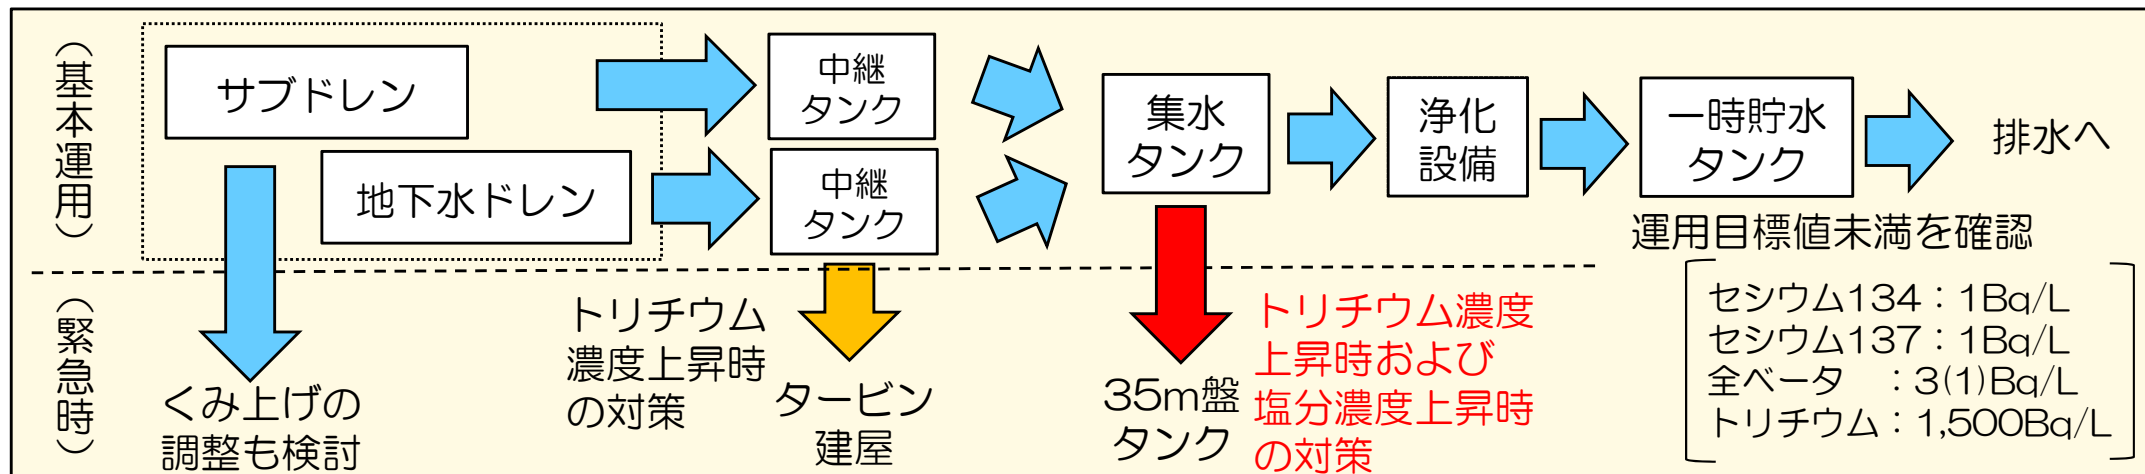 （基本運用）
サブドレン
地下水ドレン
中継
タンク
中継
タンク
集水
タンク
浄化
設備
一時貯水
タンク
排水へ
運用目標値未満を確認
セシウム134：1Bq/L
セシウム137：1Bq/L
全ベータ　：3(1)Bq/L
トリチウム：1,500Bq/L
（緊急時）
くみ上げの
調整も検討
トリチウム
濃度上昇時
の対策
タービン
建屋
35m盤
タンク
トリチウム濃度
上昇時および
塩分濃度上昇時
の対策